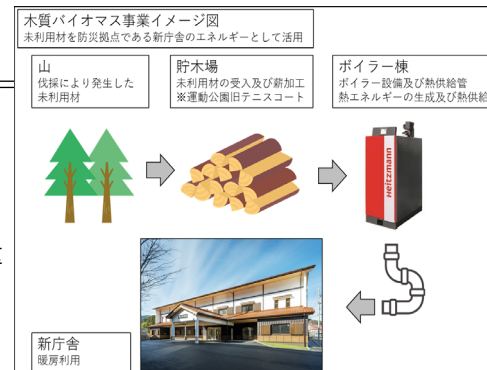 木質バイオマス事業イメージ図
未利用材を防災拠点である新庁舎のエネルギーとして活用
山
伐採により発生した
未利用材
貯木場
未利用材の受入及び薪加工
※運動公園旧テニスコート
ボイラー棟
ボイラー設備及び熱供給管
熱エネルギーの生成及び熱供給
Heitzmann
新庁舎
暖房利用